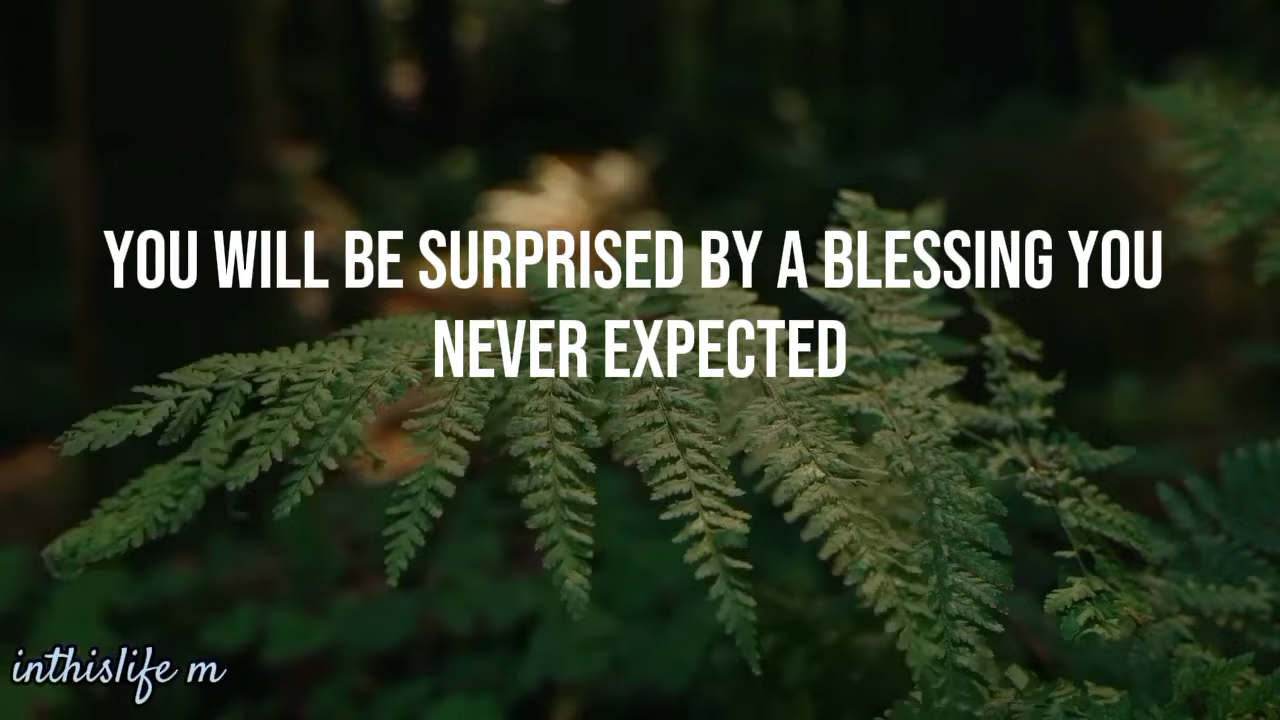 YOU WILL BE SURPRISED BY A BLESSING YOU
NEVER EXPECTED
inthislife m